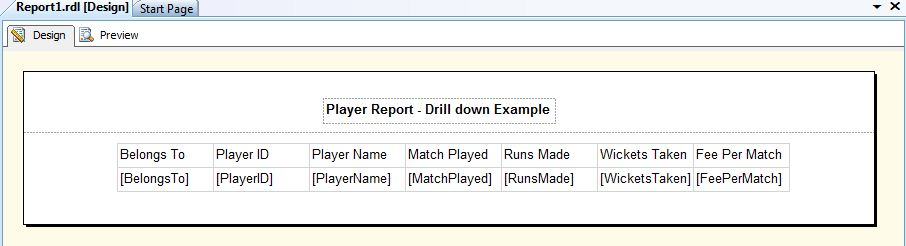 Report1.rdl [Design] Start Page
Design Preview
Player Report - Drill down Example
Belongs To Player ID Player Name Match Played Runs Made Wickets Taken Fee Per Match
[BelongsTo] [PlayerID] [PlayerName] [MatchPlayed] [RunsMade] [WicketsTaken] [FeePerMatch]